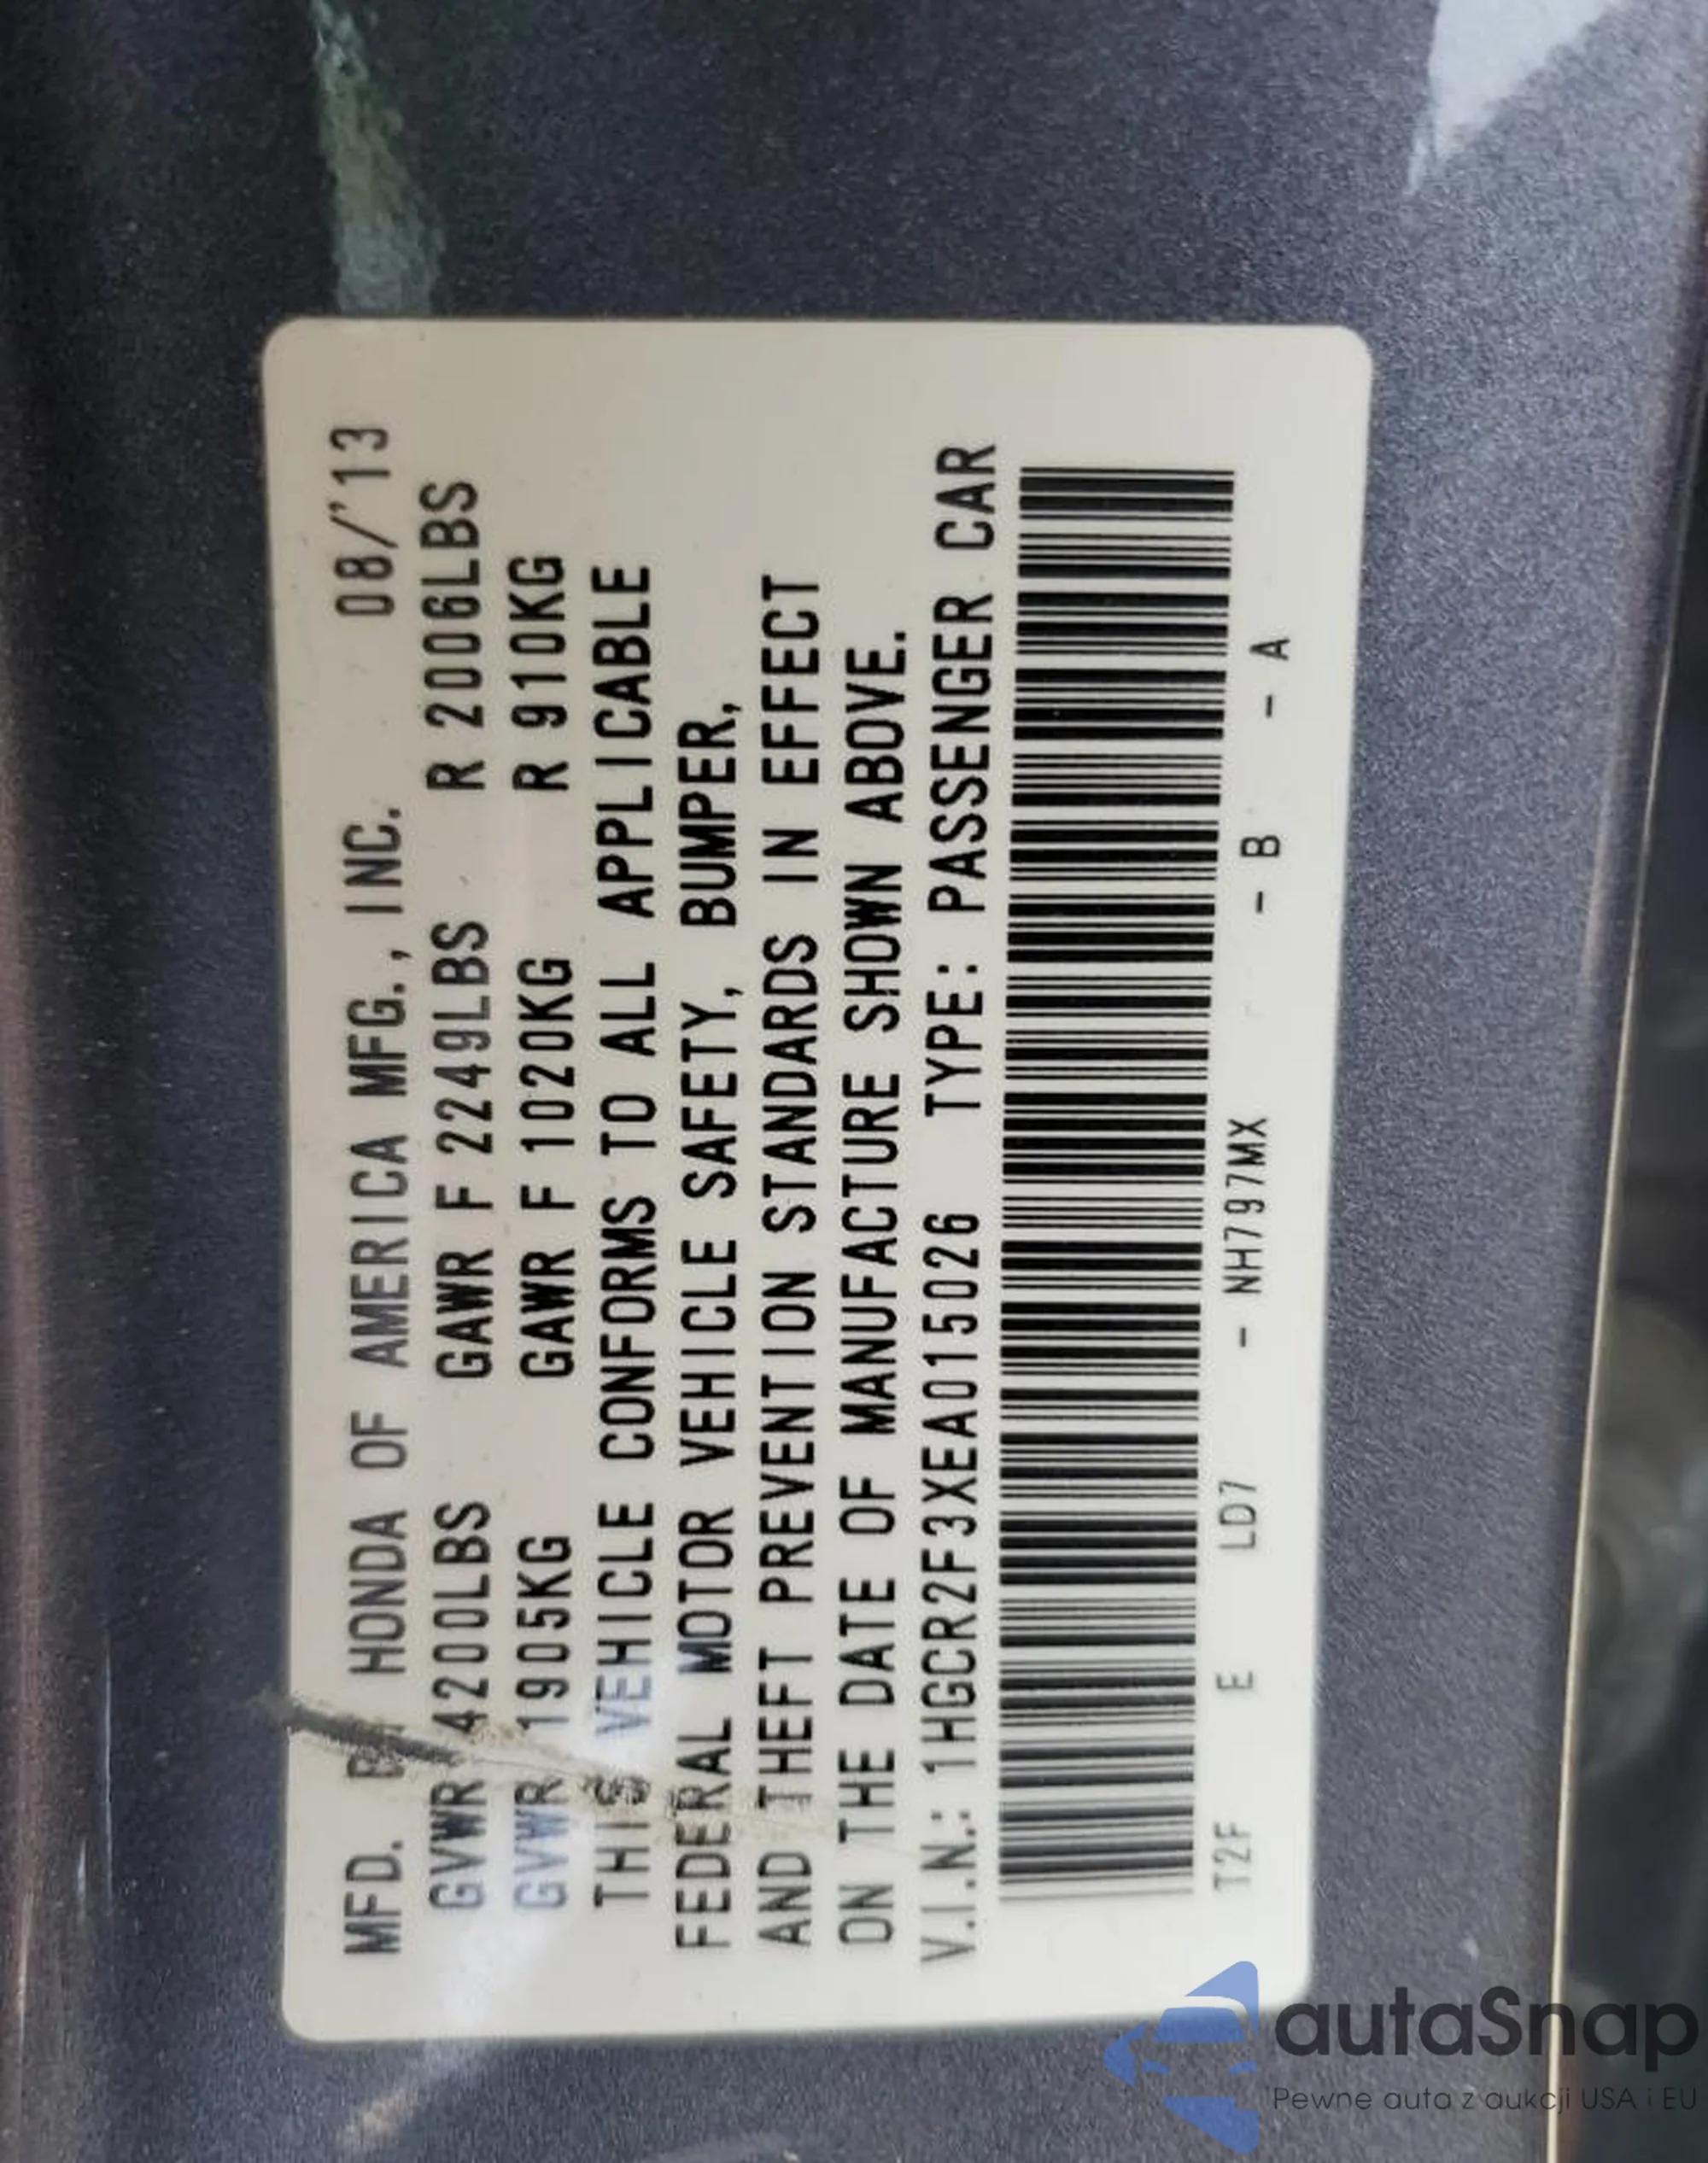 MFD. BY HONDA OF AMERICA MFG., INC. 08/'13
GVWR 4200LBS GAWR F 2249LBS R 2006LBS
GVWR 1905KG GAWR F 1020KG R 910KG
THIS VEHICLE CONFORMS TO ALL APPLICABLE
FEDERAL MOTOR VEHICLE SAFETY, BUMPER,
AND THEFT PREVENTION STANDARDS IN EFFECT
ON THE DATE OF MANUFACTURE SHOWN ABOVE.
V.I.N.: 1HGCR2F3XEA015026 TYPE: PASSENGER CAR
T2F E LD7 - NH797MX - B - A
autaSnap
Pewne auta z aukcji USA i EU